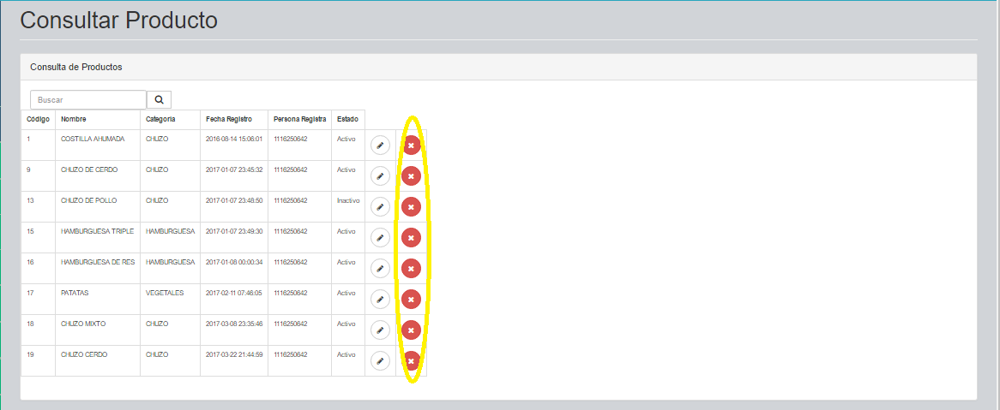 Consultar Producto
Consulta de Productos
Buscar
Código Nombre Categoria Fecha Registro Persona Registra Estado
1 COSTILLA AHUMADA CHUZO 2016-08-14 15:06:01 1116250642 Activo
9 CHUZO DE CERDO CHUZO 2017-01-07 23:45:32 1116250642 Activo
13 CHUZO DE POLLO CHUZO 2017-01-07 23:48:50 1116250642 Inactivo
15 HAMBURGUESA TRIPLE HAMBURGUESA 2017-01-07 23:49:30 1116250642 Activo
16 HAMBURGUESA DE RES HAMBURGUESA 2017-01-08 00:00:34 1116250642 Activo
17 PATATAS VEGETALES 2017-02-11 07:46:05 1116250642 Activo
18 CHUZO MIXTO CHUZO 2017-03-08 23:35:46 1116250642 Activo
19 CHUZO CERDO CHUZO 2017-03-22 21:44:59 1116250642 Activo